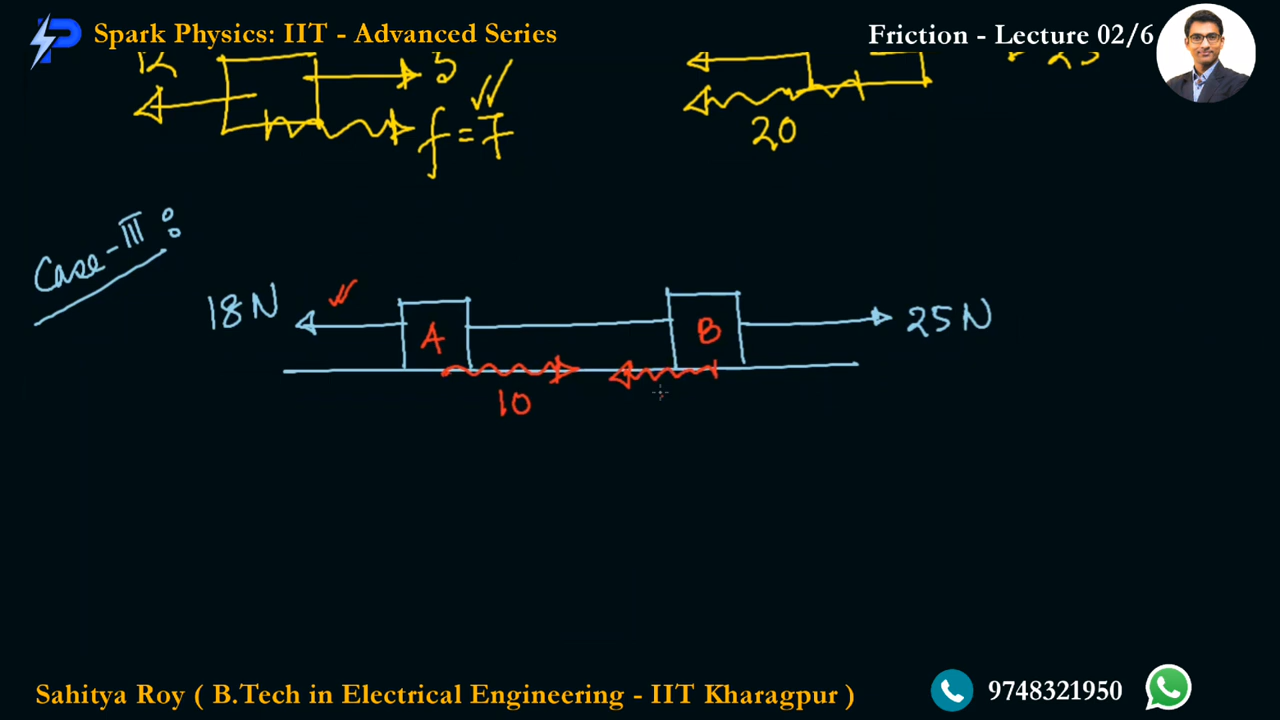 Spark Physics: IIT - Advanced Series
Friction - Lecture 02/6
12
f = 7
20
Case-III :
18N
A
B
25N
10
Sahitya Roy ( B.Tech in Electrical Engineering - IIT Kharagpur )
9748321950